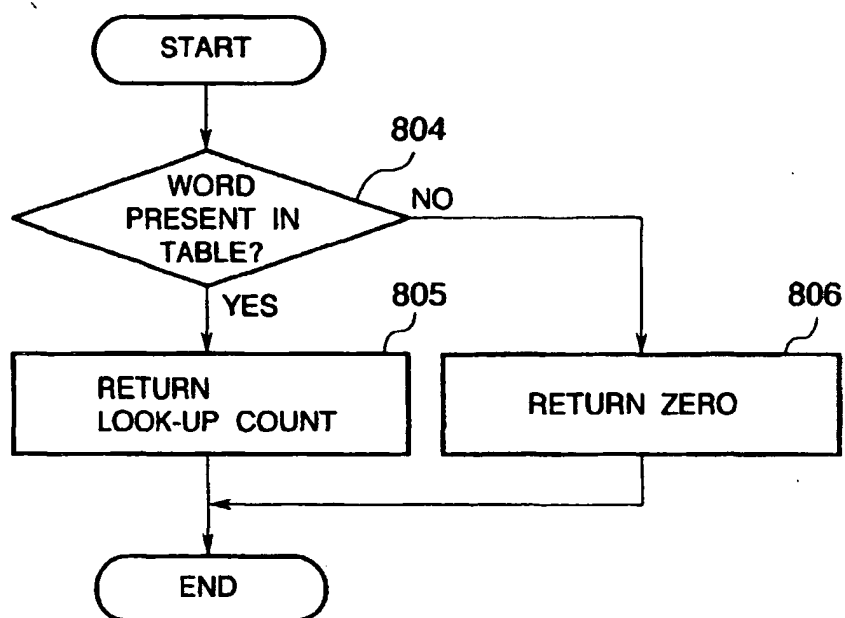 START
804
WORD
PRESENT IN
TABLE?
NO
YES
805
RETURN
LOOK-UP COUNT
806
RETURN ZERO
END